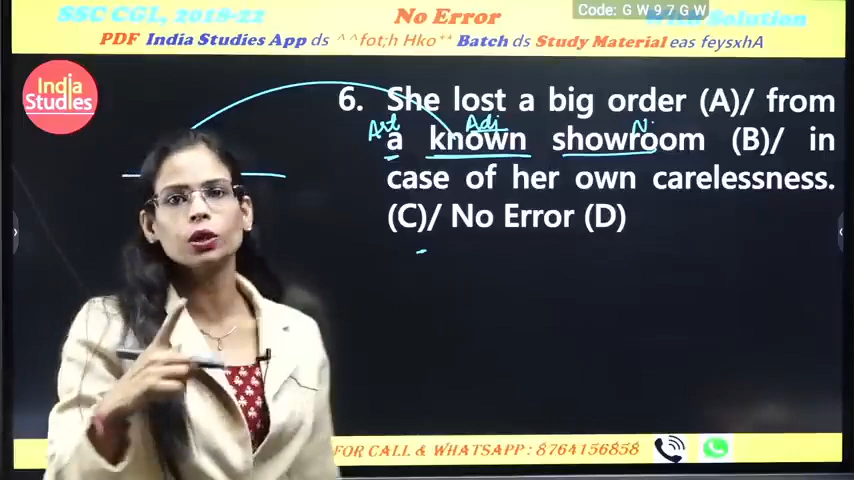 SSC CGL, 2018-22 No Error With Solution
Code: G W 9 7 G W
PDF India Studies App ds ^^fot;h Hko** Batch ds Study Material eas feysxhA
India
Studies
6. She lost a big order (A)/ from
Art Adj N.
a known showroom (B)/ in
case of her own carelessness.
(C)/ No Error (D)
FOR CALL & WHATSAPP : 8764156858